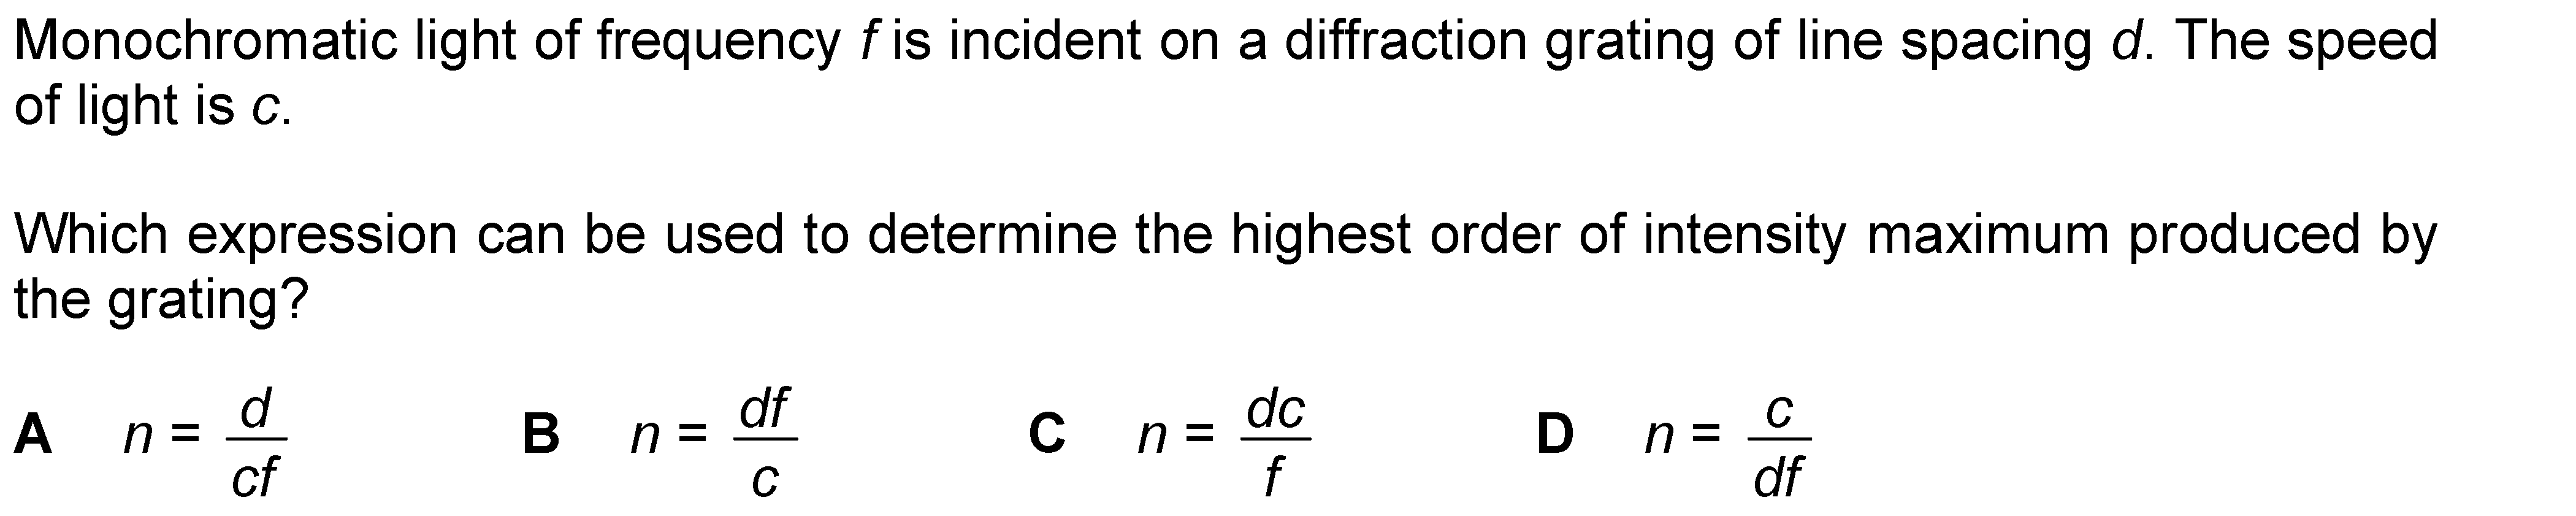 Monochromatic light of frequency f is incident on a diffraction grating of line spacing d. The speed
of light is c.
Which expression can be used to determine the highest order of intensity maximum produced by
the grating?
A n = d/cf B n = df/c C n = dc/f D n = c/df